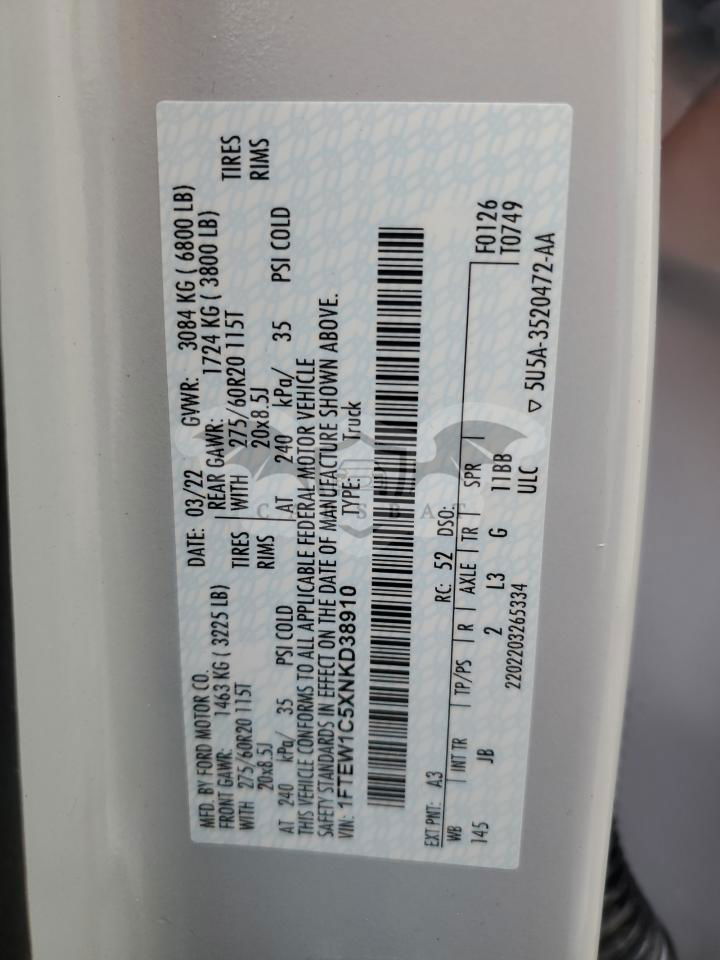 MFD. BY FORD MOTOR CO.
DATE: 03/22 GVWR: 3084 KG ( 6800 LB)
FRONT GAWR: 1463 KG ( 3225 LB) REAR GAWR: 1724 KG ( 3800 LB)
WITH 275/60R20 115T TIRES WITH 275/60R20 115T TIRES
20x8.5J RIMS 20x8.5J RIMS
AT 240 kPa/ 35 PSI COLD AT 240 kPa/ 35 PSI COLD
THIS VEHICLE CONFORMS TO ALL APPLICABLE FEDERAL MOTOR VEHICLE
SAFETY STANDARDS IN EFFECT ON THE DATE OF MANUFACTURE SHOWN ABOVE.
VIN: 1FTEW1C5XNKD38910 TYPE: Truck
EXT PNT: A3 RC: 52 DSO: F0126
WB INT TR TP/PS R AXLE TR SPR T0749
145 JB 2 L3 G 11BB
2202203265334 ULC ▽ 5U5A-3520472-AA